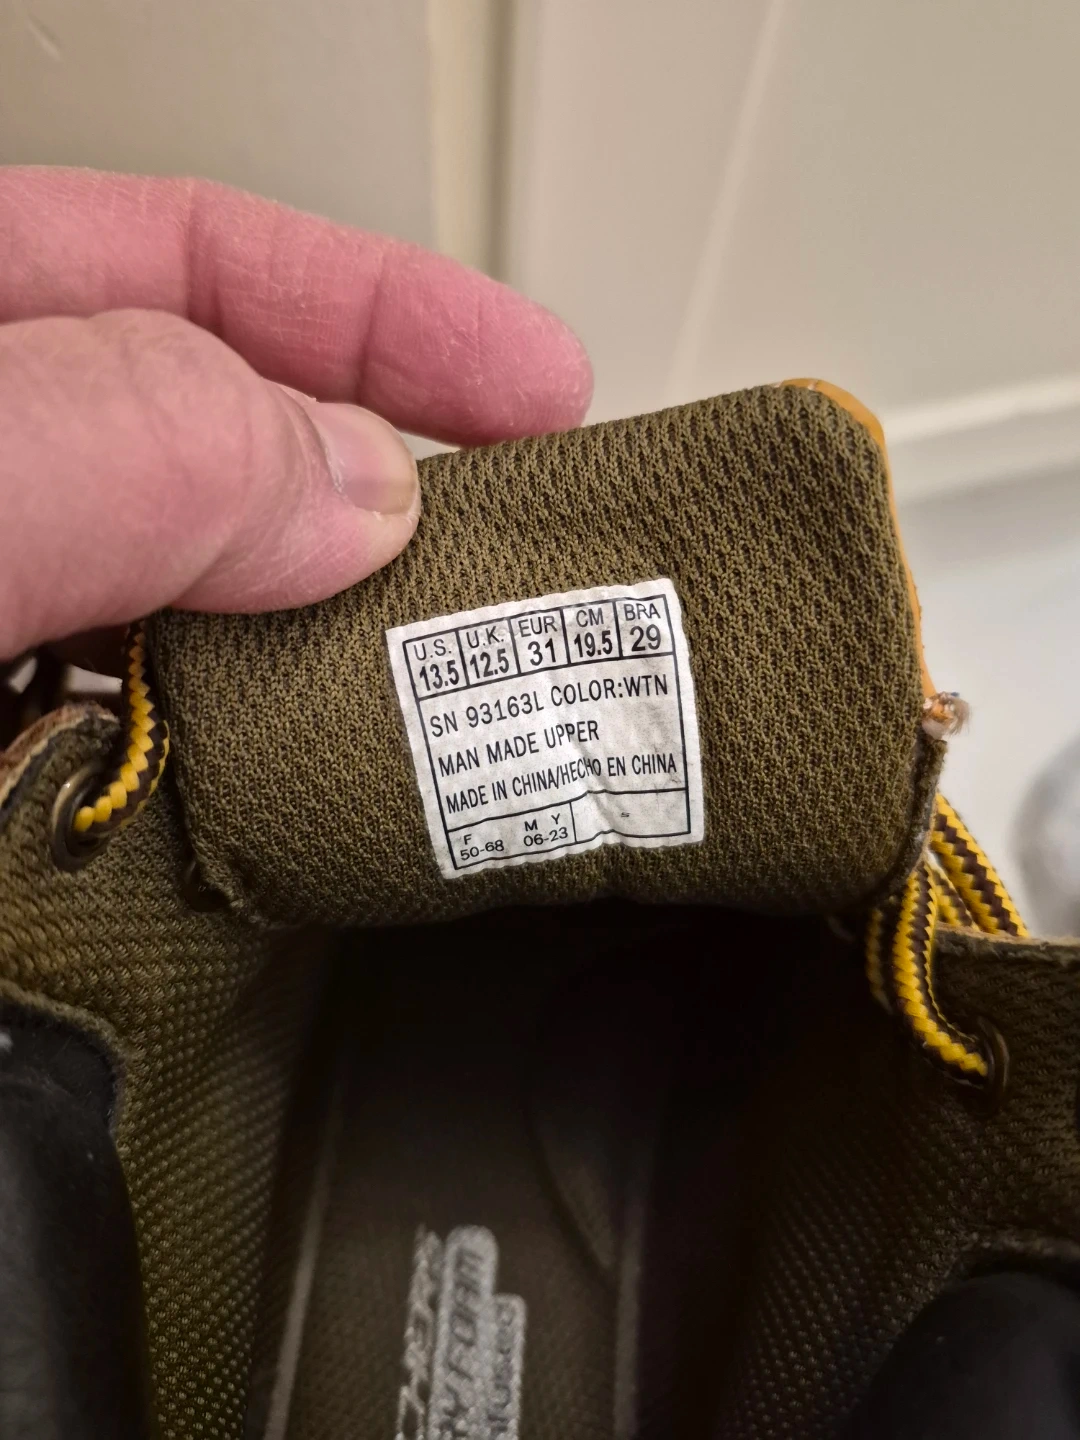 U.S. U.K. EUR CM BRA
13.5 12.5 31 19.5 29
SN 93163L COLOR:WTN
MAN MADE UPPER
MADE IN CHINA/HECHO EN CHINA
F M Y
50-68 06-23